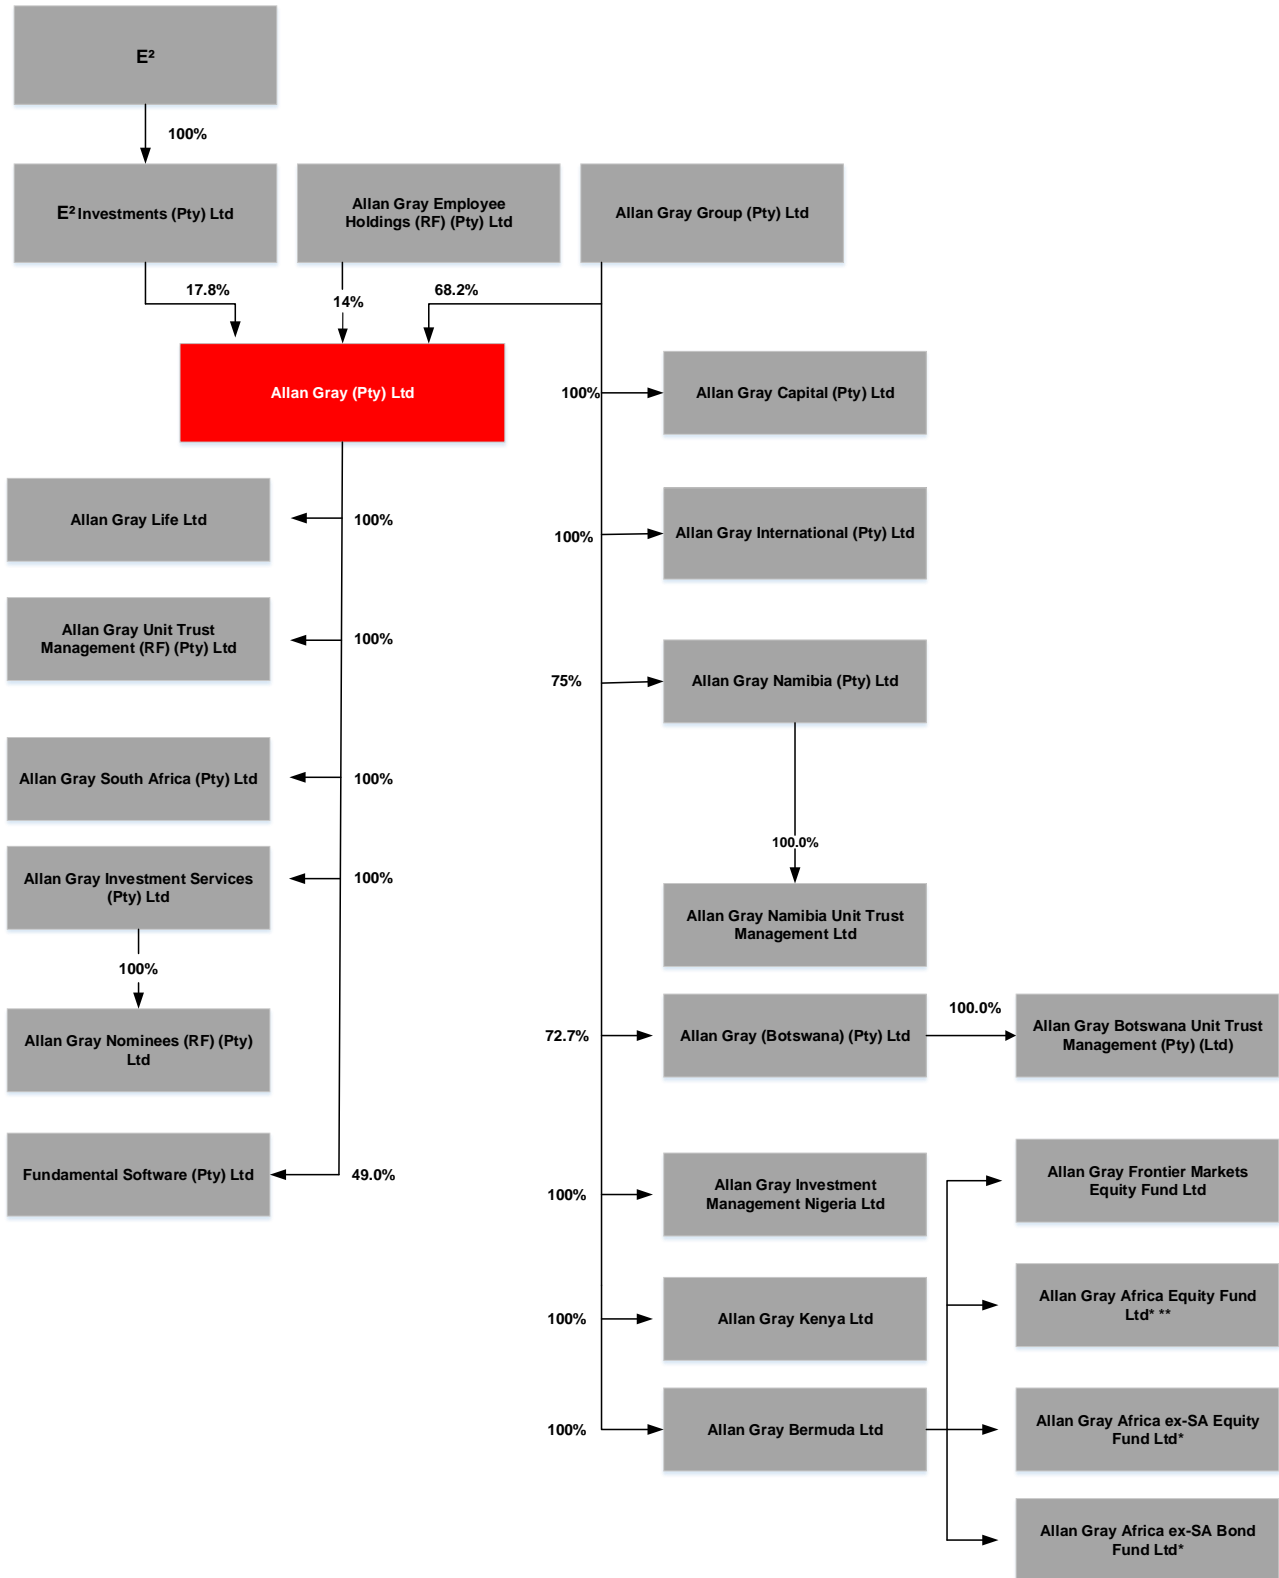 E²
100%
E² Investments (Pty) Ltd
Allan Gray Employee
Holdings (RF) (Pty) Ltd
Allan Gray Group (Pty) Ltd
17.8%
14%
68.2%
Allan Gray (Pty) Ltd
100%
Allan Gray Capital (Pty) Ltd
Allan Gray Life Ltd
100%
100%
Allan Gray International (Pty) Ltd
Allan Gray Unit Trust
Management (RF) (Pty) Ltd
100%
75%
Allan Gray Namibia (Pty) Ltd
Allan Gray South Africa (Pty) Ltd
100%
100.0%
Allan Gray Investment Services
(Pty) Ltd
100%
Allan Gray Namibia Unit Trust
Management Ltd
100%
Allan Gray Nominees (RF) (Pty)
Ltd
72.7%
Allan Gray (Botswana) (Pty) Ltd
100.0%
Allan Gray Botswana Unit Trust
Management (Pty) (Ltd)
Fundamental Software (Pty) Ltd
49.0%
100%
Allan Gray Investment
Management Nigeria Ltd
Allan Gray Frontier Markets
Equity Fund Ltd
100%
Allan Gray Kenya Ltd
Allan Gray Africa Equity Fund
Ltd* **
100%
Allan Gray Bermuda Ltd
Allan Gray Africa ex-SA Equity
Fund Ltd*
Allan Gray Africa ex-SA Bond
Fund Ltd*